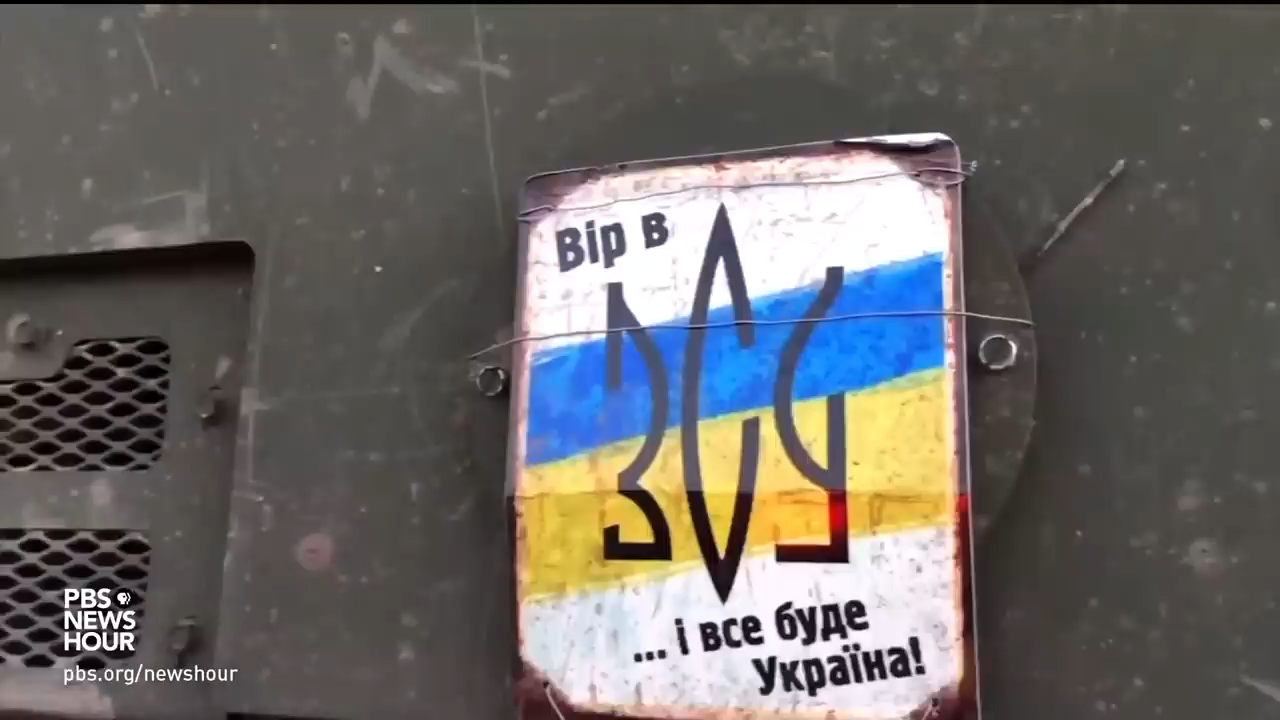 Вір в
ЗСУ
... і все буде
Україна!
PBS
NEWS
HOUR
pbs.org/newshour